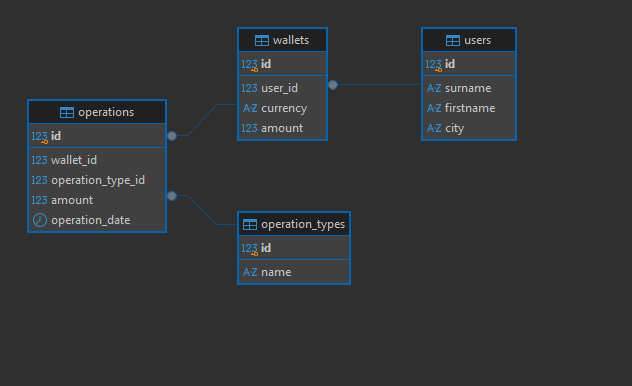 wallets
123 id
123 user_id
A-Z currency
123 amount
users
123 id
A-Z surname
A-Z firstname
A-Z city
operations
123 id
123 wallet_id
123 operation_type_id
123 amount
operation_date
operation_types
123 id
A-Z name